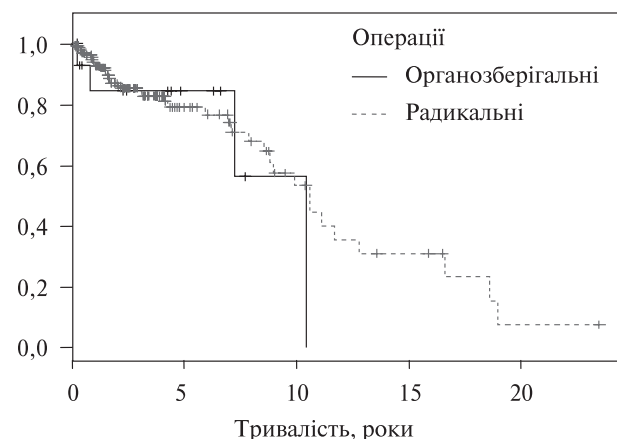 Операції
Органозберігальні
Радикальні
1,0
0,8
0,6
0,4
0,2
0,0
0 5 10 15 20
Тривалість, роки